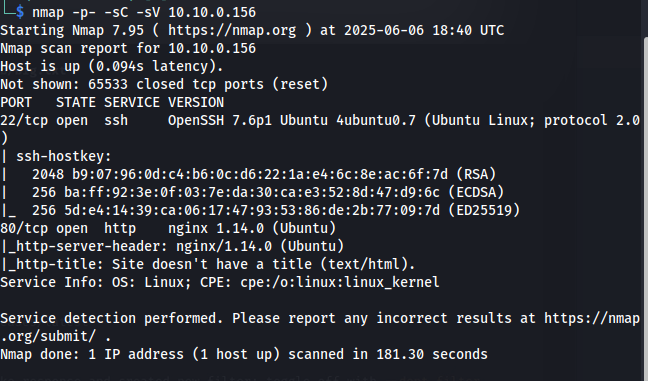 $ nmap -p- -sC -sV 10.10.0.156
Starting Nmap 7.95 ( https://nmap.org ) at 2025-06-06 18:40 UTC
Nmap scan report for 10.10.0.156
Host is up (0.094s latency).
Not shown: 65533 closed tcp ports (reset)
PORT   STATE SERVICE VERSION
22/tcp open  ssh     OpenSSH 7.6p1 Ubuntu 4ubuntu0.7 (Ubuntu Linux; protocol 2.0
)
| ssh-hostkey:
|   2048 b9:07:96:0d:c4:b6:0c:d6:22:1a:e4:6c:8e:ac:6f:7d (RSA)
|   256 ba:ff:92:3e:0f:03:7e:da:30:ca:e3:52:8d:47:d9:6c (ECDSA)
|_  256 5d:e4:14:39:ca:06:17:47:93:53:86:de:2b:77:09:7d (ED25519)
80/tcp open  http    nginx 1.14.0 (Ubuntu)
|_http-server-header: nginx/1.14.0 (Ubuntu)
|_http-title: Site doesn't have a title (text/html).
Service Info: OS: Linux; CPE: cpe:/o:linux:linux_kernel

Service detection performed. Please report any incorrect results at https://nmap
.org/submit/ .
Nmap done: 1 IP address (1 host up) scanned in 181.30 seconds